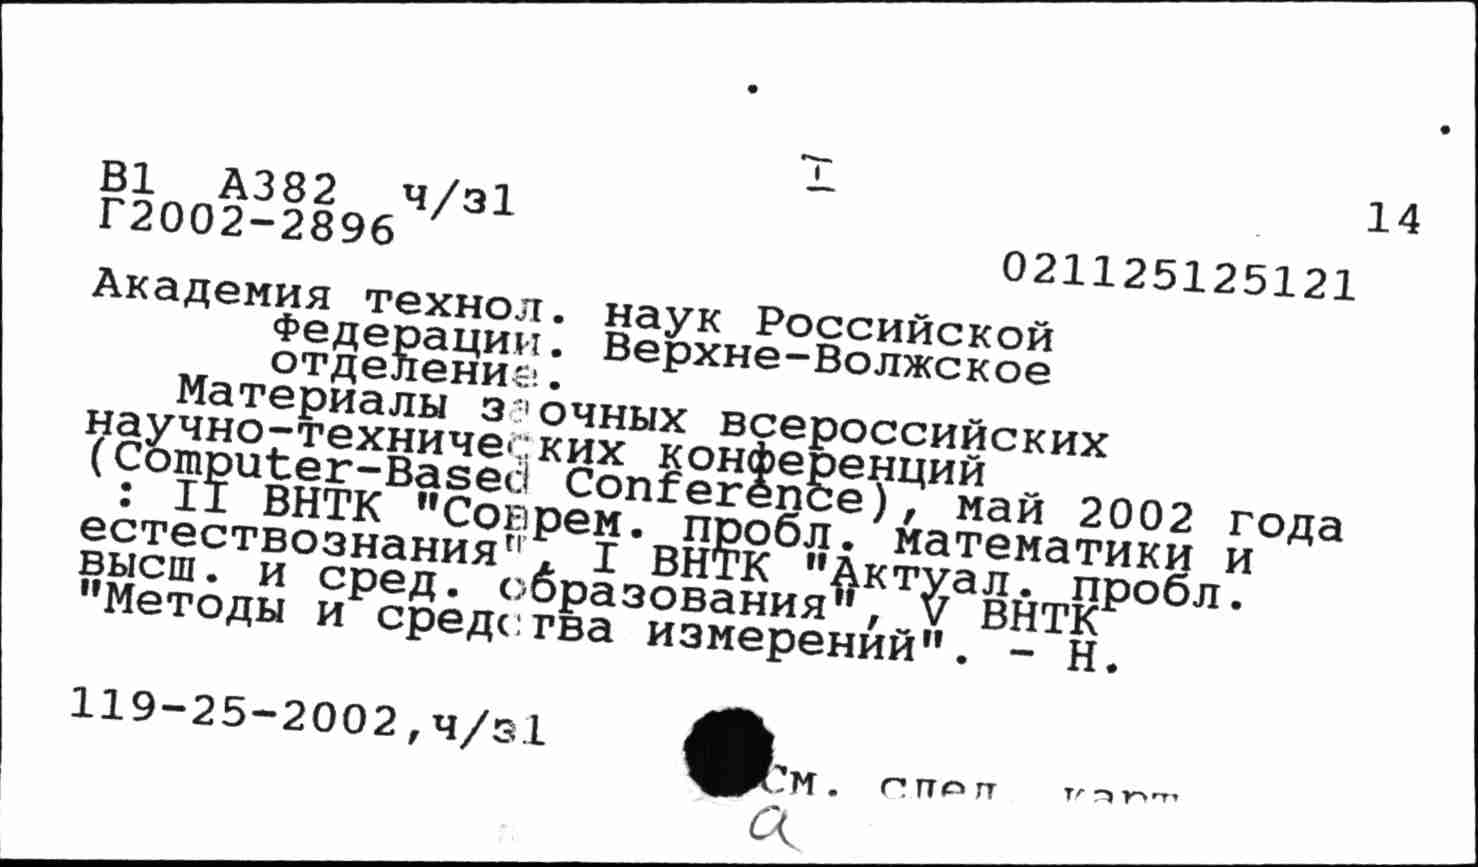 I
В1 А382 ч/з1
Г2002-2896
14
021125125121
Академия технол. наук Российской
Федерации. Верхне-Волжское
отделение.
Материалы заочных всероссийских
научно-технических конференций
(Computer-Based Conference), май 2002 года
: II ВНТК "Соврем. пробл. математики и
естествознания", I ВНТК "Актуал. пробл.
высш. и сред. образования", V ВНТК
"Методы и средства измерений". - Н.
119-25-2002,ч/з1
См. след. карт
а